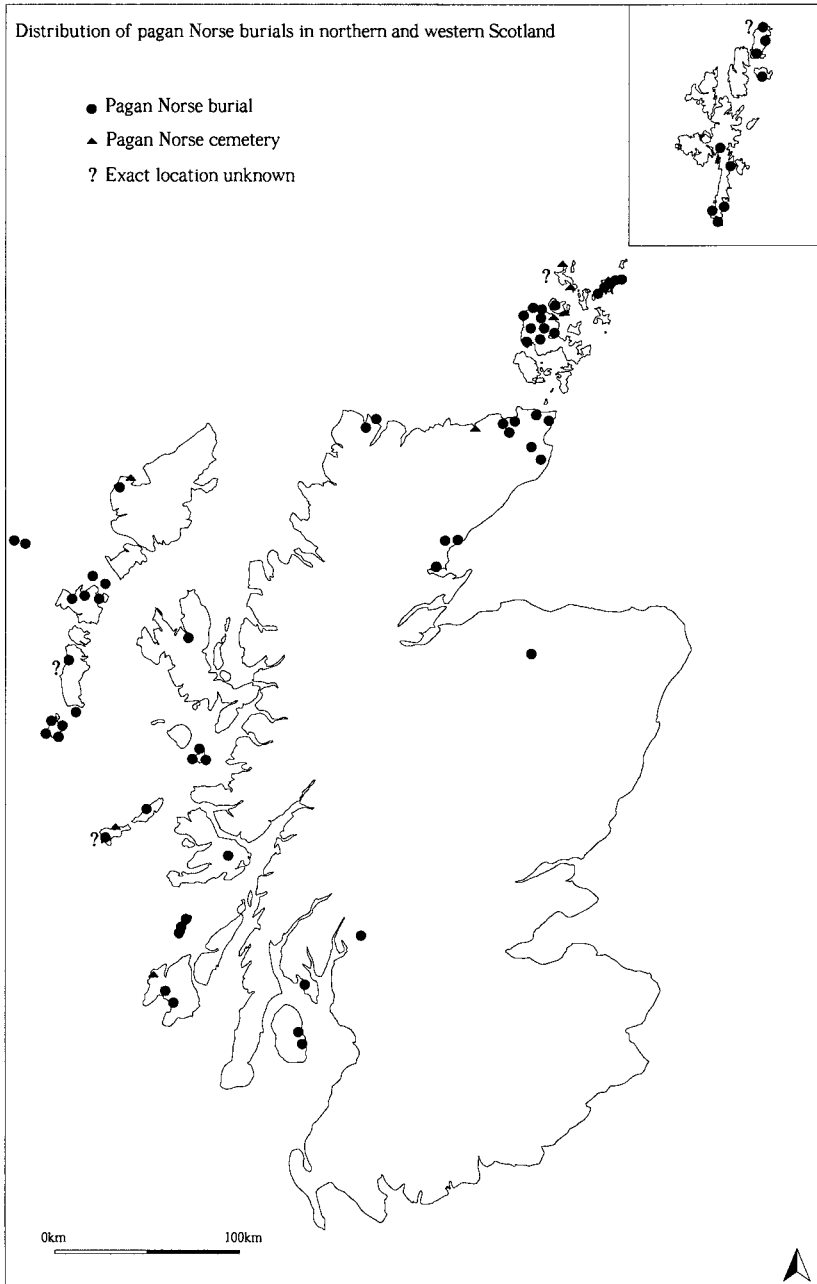 Distribution of pagan Norse burials in northern and western Scotland
Pagan Norse burial
Pagan Norse cemetery
? Exact location unknown
?
?
?
?
0km 100km